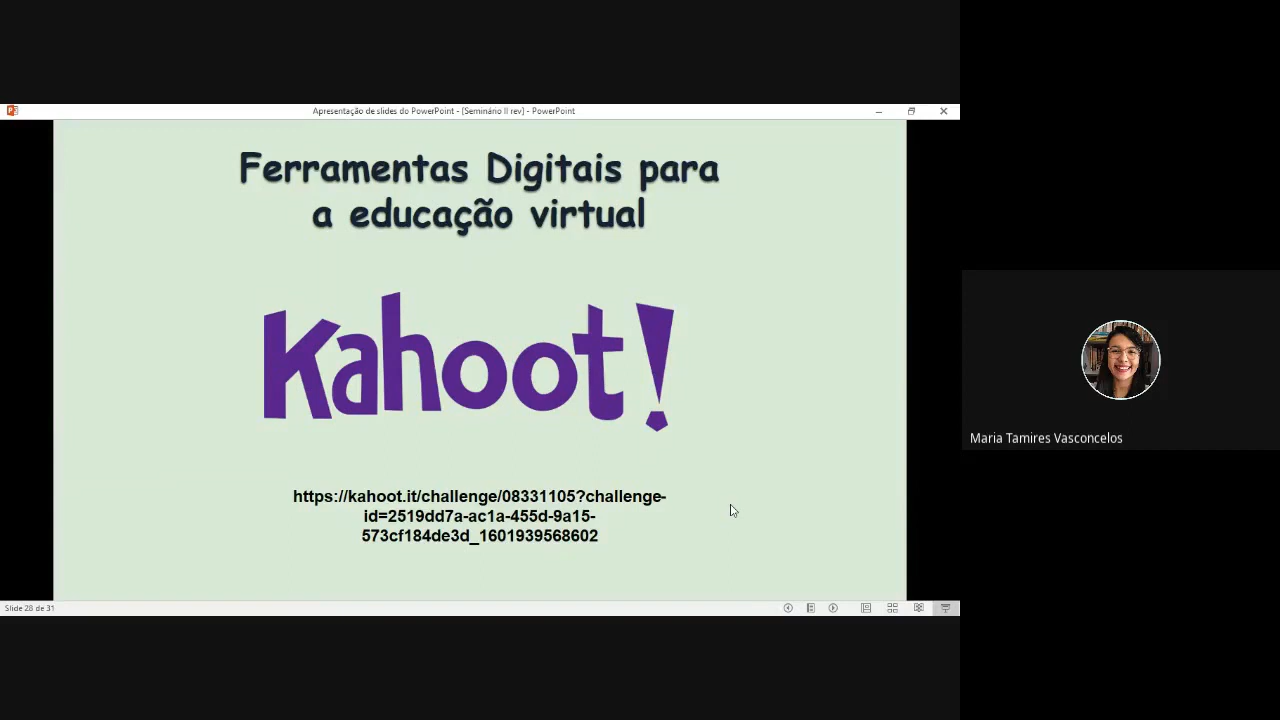 Apresentação de slides do PowerPoint - [Seminário II rev] - PowerPoint
Ferramentas Digitais para
a educação virtual
Kahoot!
https://kahoot.it/challenge/08331105?challenge-
id=2519dd7a-ac1a-455d-9a15-
573cf184de3d_1601939568602
Maria Tamires Vasconcelos
Slide 28 de 31